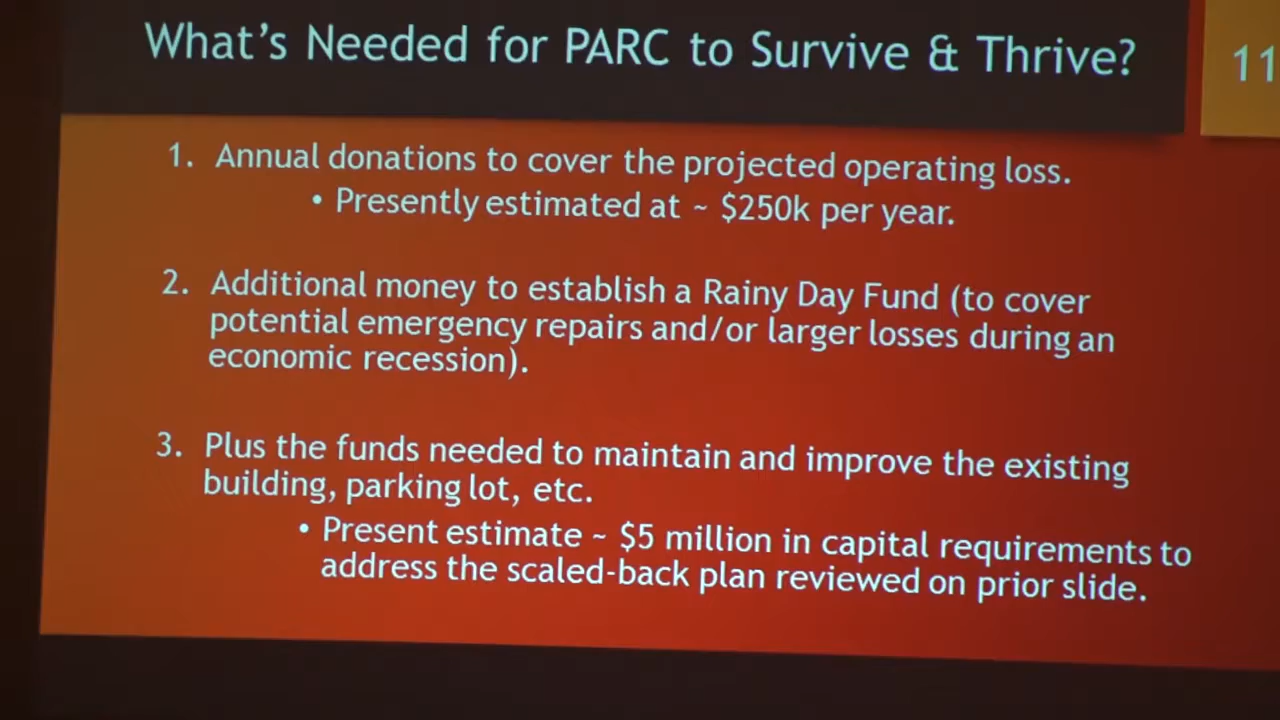 What's Needed for PARC to Survive & Thrive?
11
1. Annual donations to cover the projected operating loss.
• Presently estimated at ~ $250k per year.
2. Additional money to establish a Rainy Day Fund (to cover
potential emergency repairs and/or larger losses during an
economic recession).
3. Plus the funds needed to maintain and improve the existing
building, parking lot, etc.
• Present estimate ~ $5 million in capital requirements to
address the scaled-back plan reviewed on prior slide.